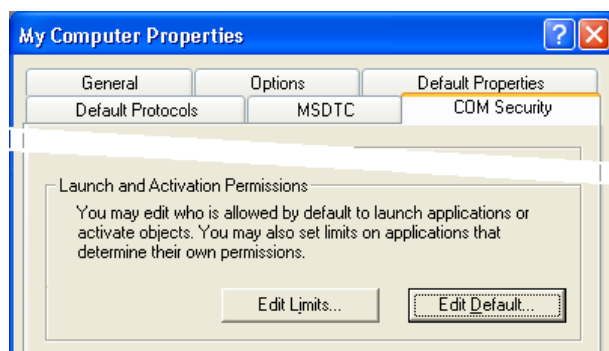 My Computer Properties
General Options Default Properties
Default Protocols MSDTC COM Security
Launch and Activation Permissions
You may edit who is allowed by default to launch applications or
activate objects. You may also set limits on applications that
determine their own permissions.
Edit Limits... Edit Default...